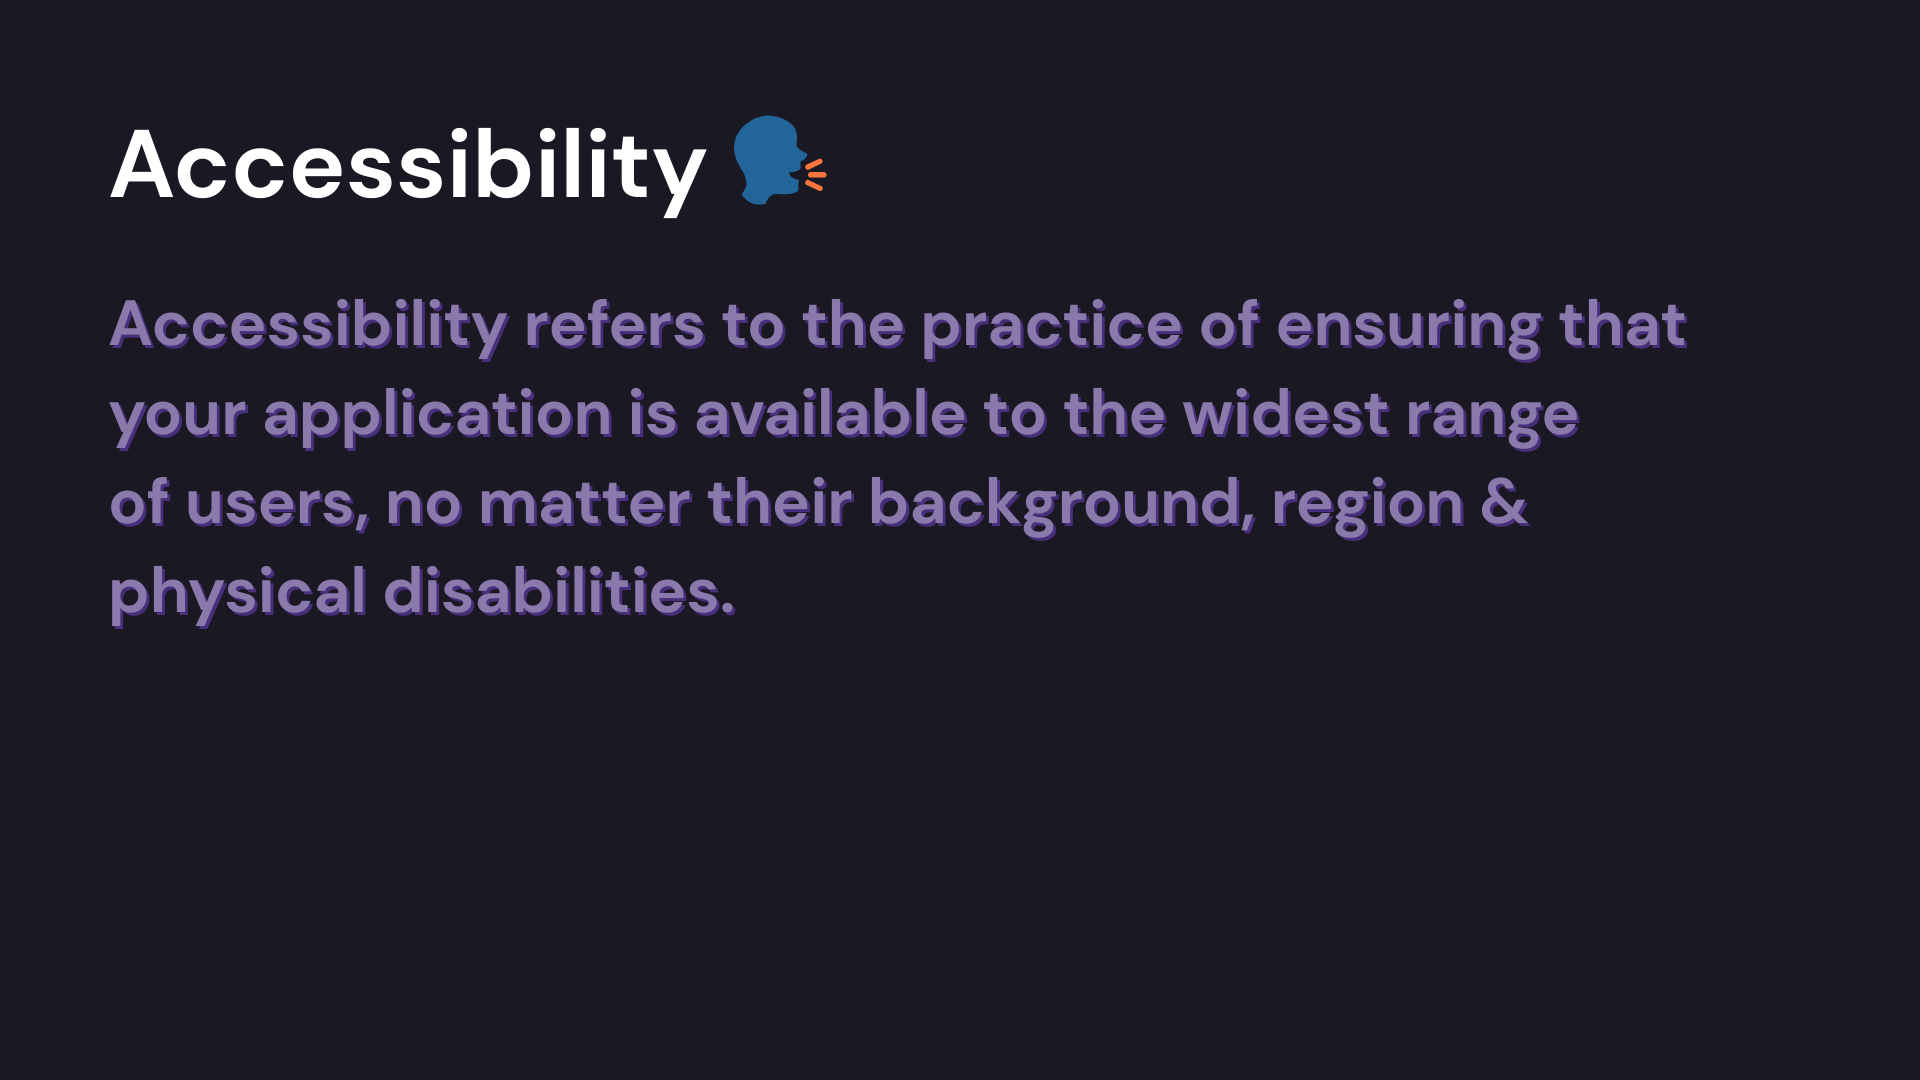 Accessibility 🗣
Accessibility refers to the practice of ensuring that
your application is available to the widest range
of users, no matter their background, region &
physical disabilities.